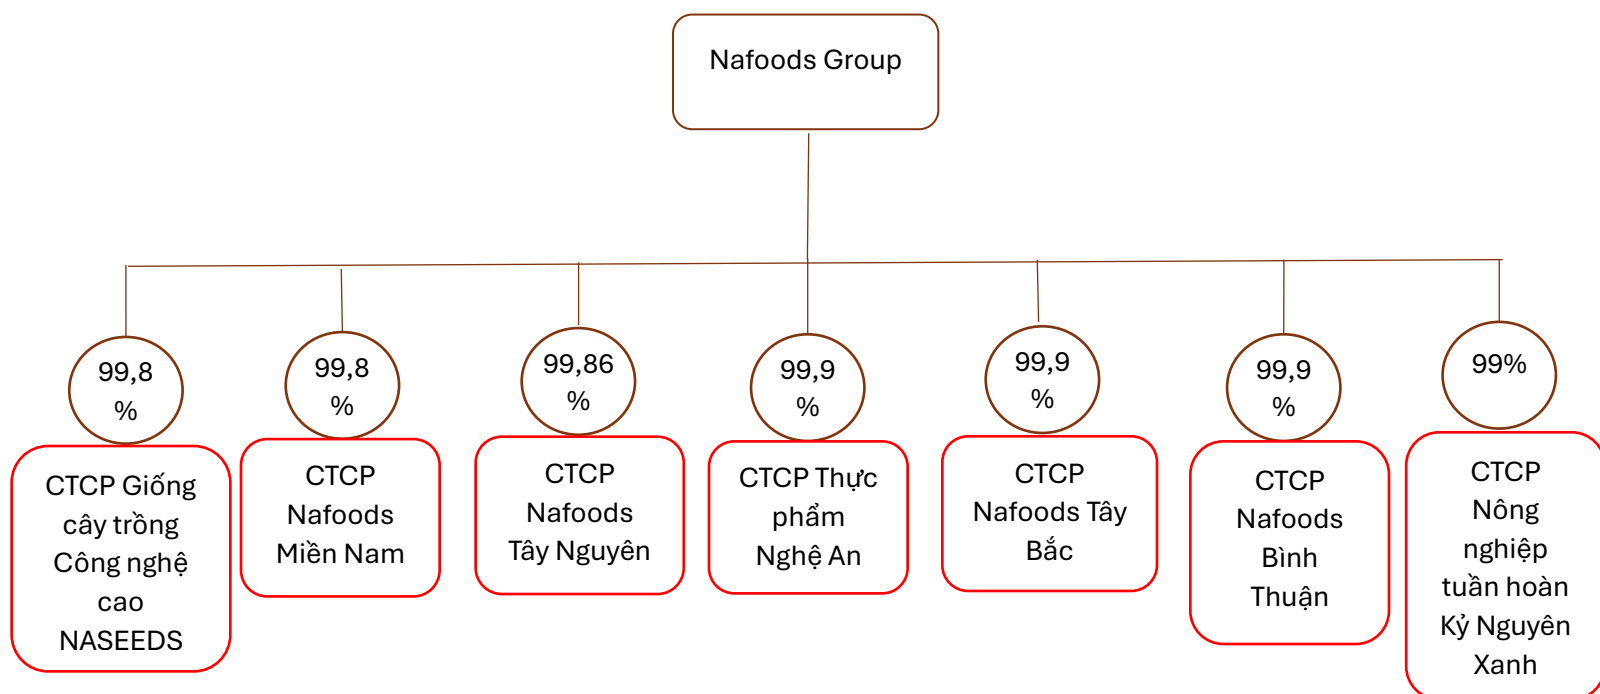 Nafoods Group
99,8
%
99,8
%
99,86
%
99,9
%
99,9
%
99,9
%
99%
CTCP Giống
cây trồng
Công nghệ
cao
NASEEDS
CTCP
Nafoods
Miền Nam
CTCP
Nafoods
Tây Nguyên
CTCP Thực
phẩm
Nghệ An
CTCP
Nafoods Tây
Bắc
CTCP
Nafoods
Bình
Thuận
CTCP
Nông
nghiệp
tuần hoàn
Kỷ Nguyên
Xanh